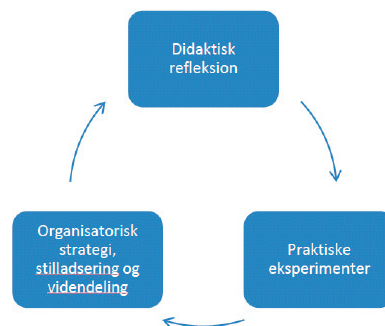 Didaktisk
refleksion
Organisatorisk
strategi,
stilladsering og
videndeling
Praktiske
eksperimenter